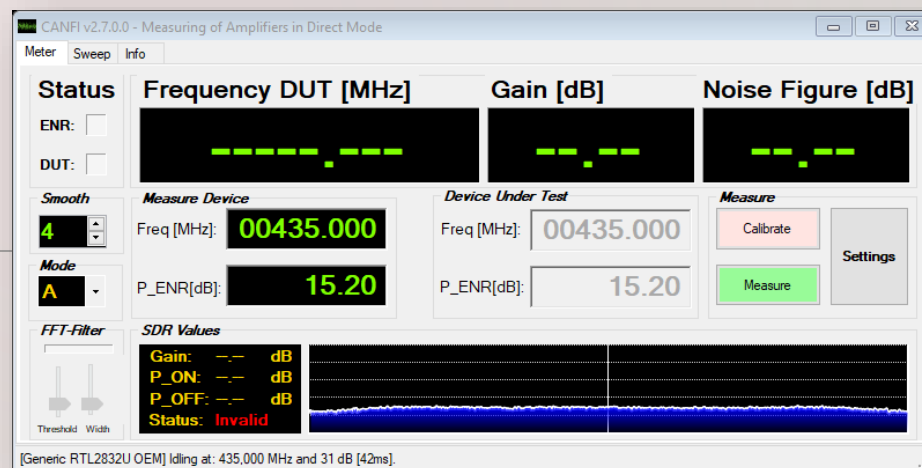 CANFI v2.7.0.0 - Measuring of Amplifiers in Direct Mode
Meter Sweep Info
Status
ENR:
DUT:
Frequency DUT [MHz]
-----.---
Gain [dB]
--.--
Noise Figure [dB]
--.--
Smooth
4
Mode
A
Measure Device
Freq [MHz]: 00435.000
P_ENR[dB]: 15.20
Device Under Test
Freq [MHz]: 00435.000
P_ENR[dB]: 15.20
Measure
Calibrate
Measure
Settings
FFT-Filter
Threshold Width
SDR Values
Gain: --.-- dB
P_ON: --.-- dB
P_OFF: --.-- dB
Status: Invalid
[Generic RTL2832U OEM] Idling at: 435,000 MHz and 31 dB [42ms].